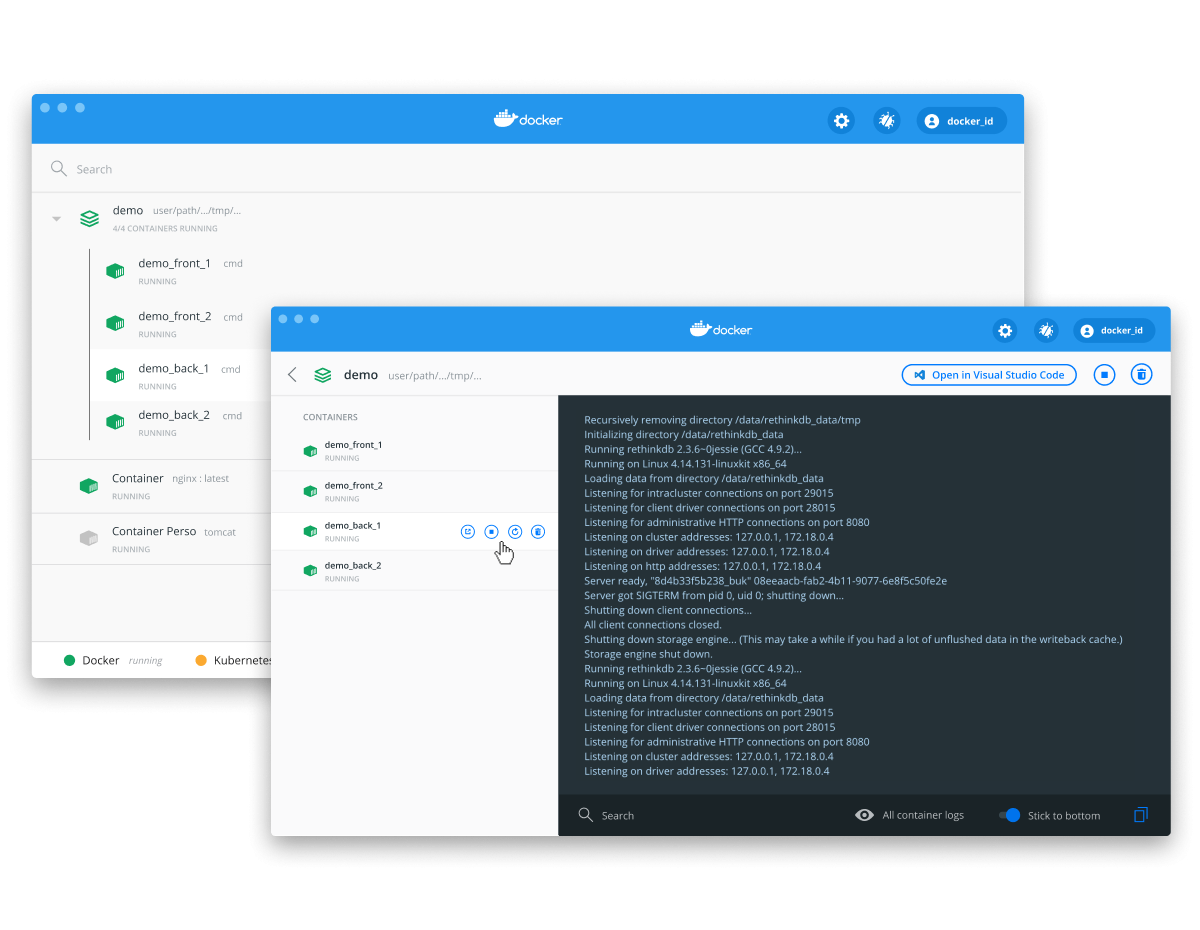 docker
docker_id
Search
demo user/path/.../tmp/...
4/4 CONTAINERS RUNNING
demo_front_1 cmd
RUNNING
demo_front_2 cmd
RUNNING
demo_back_1 cmd
RUNNING
demo_back_2 cmd
RUNNING
Container nginx : latest
RUNNING
Container Perso tomcat
RUNNING
Docker running
Kubernetes
docker
docker_id
demo user/path/.../tmp/...
Open in Visual Studio Code
CONTAINERS
demo_front_1
RUNNING
demo_front_2
RUNNING
demo_back_1
RUNNING
demo_back_2
RUNNING
Recursively removing directory /data/rethinkdb_data/tmp
Initializing directory /data/rethinkdb_data
Running rethinkdb 2.3.6~0jessie (GCC 4.9.2)...
Running on Linux 4.14.131-linuxkit x86_64
Loading data from directory /data/rethinkdb_data
Listening for intracluster connections on port 29015
Listening for client driver connections on port 28015
Listening for administrative HTTP connections on port 8080
Listening on cluster addresses: 127.0.0.1, 172.18.0.4
Listening on driver addresses: 127.0.0.1, 172.18.0.4
Listening on http addresses: 127.0.0.1, 172.18.0.4
Server ready, "8d4b33f5b238_buk" 08eeaacb-fab2-4b11-9077-6e8f5c50fe2e
Server got SIGTERM from pid 0, uid 0; shutting down...
Shutting down client connections...
All client connections closed.
Shutting down storage engine... (This may take a while if you had a lot of unflushed data in the writeback cache.)
Storage engine shut down.
Running rethinkdb 2.3.6~0jessie (GCC 4.9.2)...
Running on Linux 4.14.131-linuxkit x86_64
Loading data from directory /data/rethinkdb_data
Listening for intracluster connections on port 29015
Listening for client driver connections on port 28015
Listening for administrative HTTP connections on port 8080
Listening on cluster addresses: 127.0.0.1, 172.18.0.4
Listening on driver addresses: 127.0.0.1, 172.18.0.4
Search
All container logs
Stick to bottom